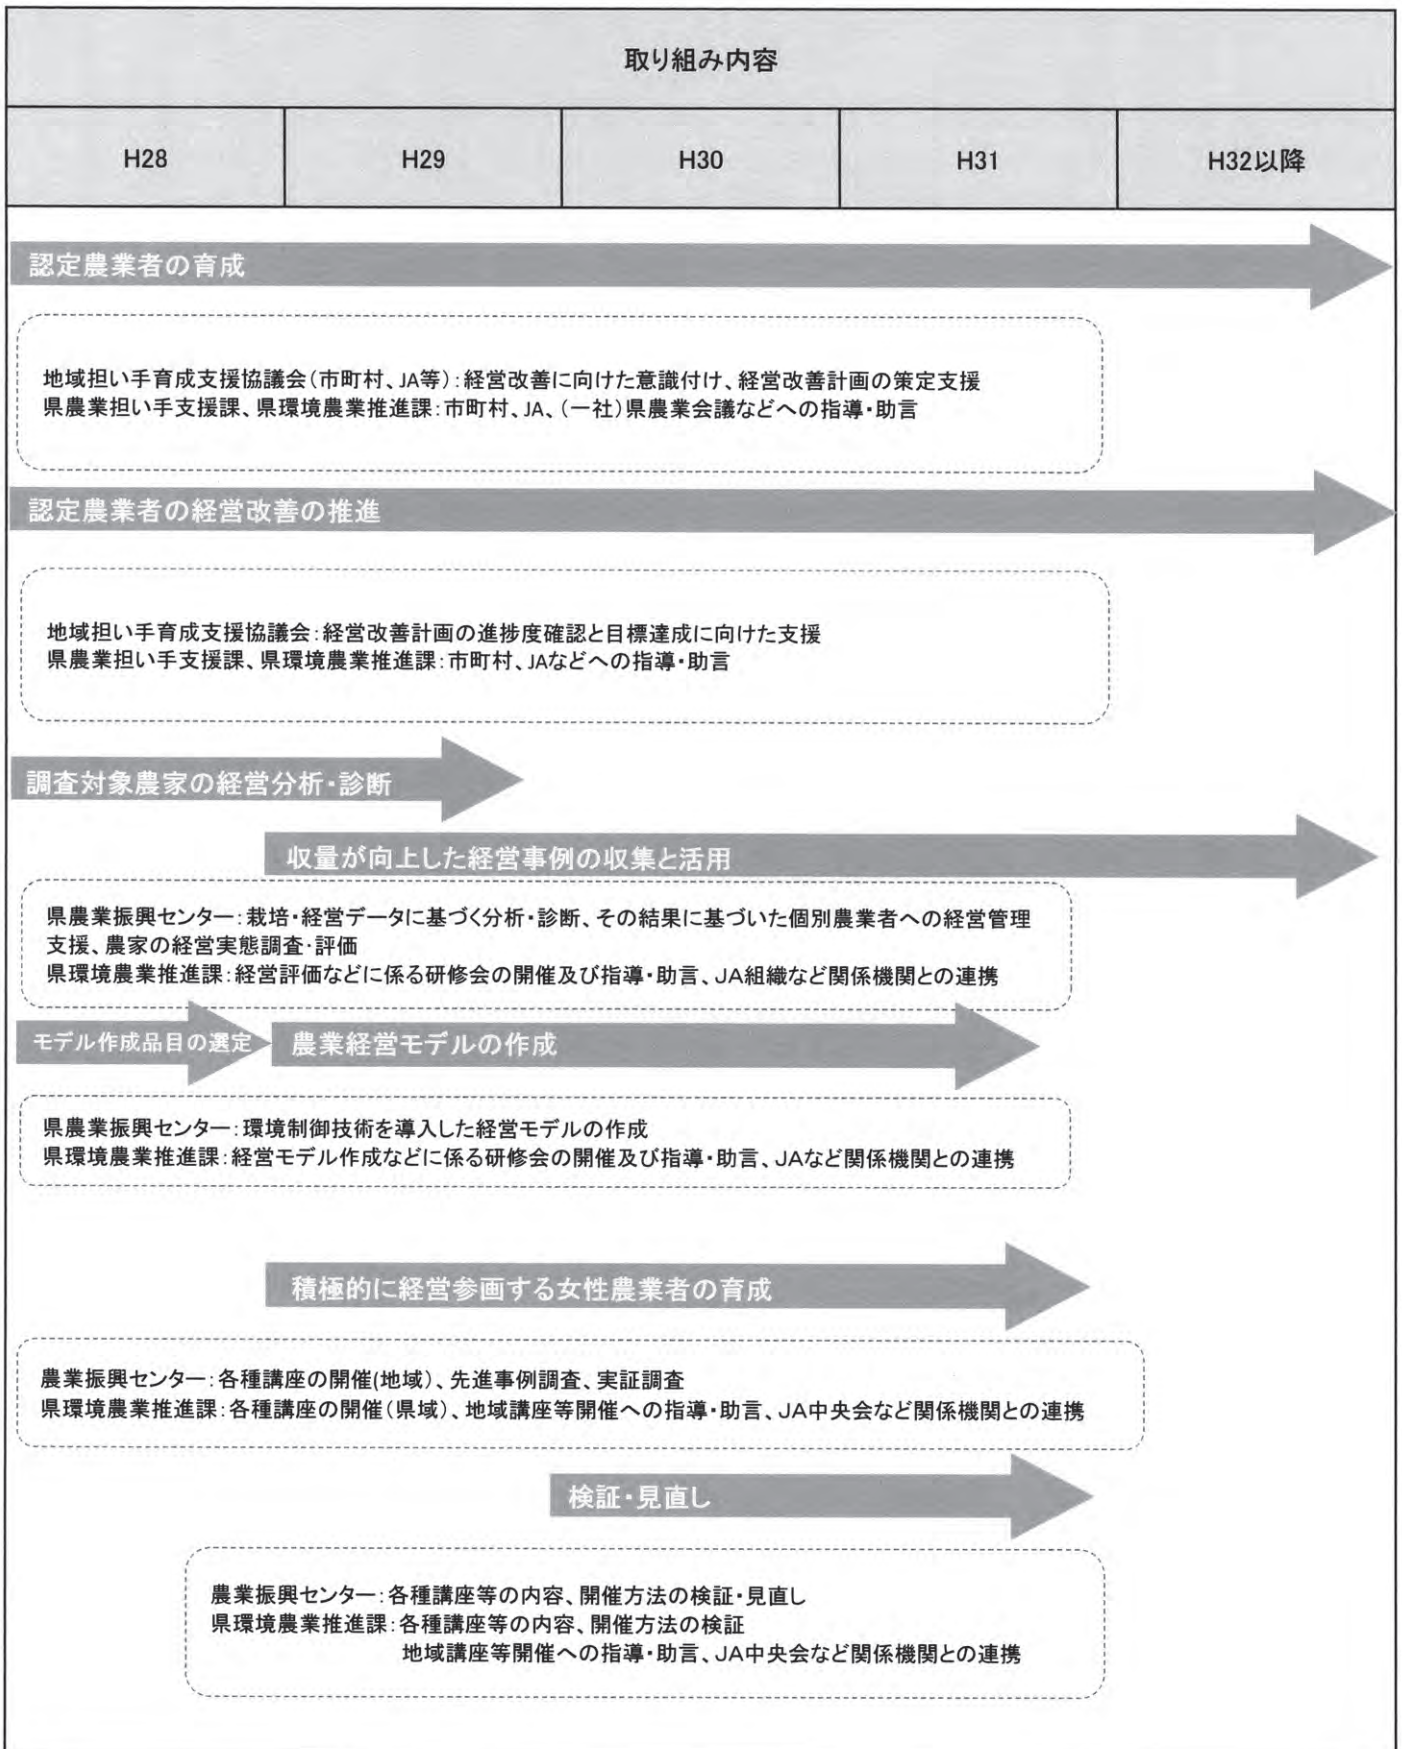 取り組み内容
H28
H29
H30
H31
H32以降
認定農業者の育成
地域担い手育成支援協議会(市町村、JA等):経営改善に向けた意識付け、経営改善計画の策定支援
県農業担い手支援課、県環境農業推進課:市町村、JA、(一社)県農業会議などへの指導・助言
認定農業者の経営改善の推進
地域担い手育成支援協議会:経営改善計画の進捗度確認と目標達成に向けた支援
県農業担い手支援課、県環境農業推進課:市町村、JAなどへの指導・助言
調査対象農家の経営分析・診断
収量が向上した経営事例の収集と活用
県農業振興センター:栽培・経営データに基づく分析・診断、その結果に基づいた個別農業者への経営管理
支援、農家の経営実態調査・評価
県環境農業推進課:経営評価などに係る研修会の開催及び指導・助言、JA組織など関係機関との連携
モデル作成品目の選定
農業経営モデルの作成
県農業振興センター:環境制御技術を導入した経営モデルの作成
県環境農業推進課:経営モデル作成などに係る研修会の開催及び指導・助言、JAなど関係機関との連携
積極的に経営参画する女性農業者の育成
農業振興センター:各種講座の開催(地域)、先進事例調査、実証調査
県環境農業推進課:各種講座の開催(県域)、地域講座等開催への指導・助言、JA中央会など関係機関との連携
検証・見直し
農業振興センター:各種講座等の内容、開催方法の検証・見直し
県環境農業推進課:各種講座等の内容、開催方法の検証
地域講座等開催への指導・助言、JA中央会など関係機関との連携